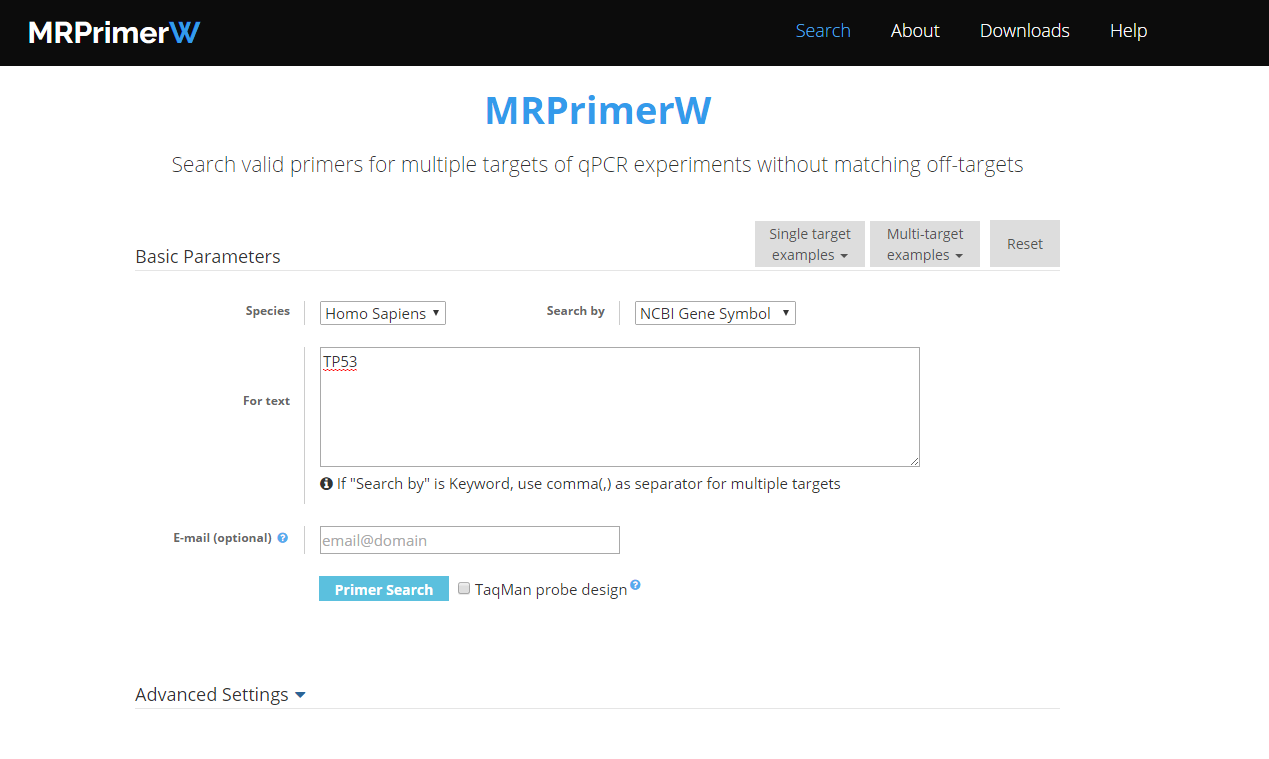 MRPrimerW
Search About Downloads Help
MRPrimerW
Search valid primers for multiple targets of qPCR experiments without matching off-targets
Basic Parameters
Single target
examples
Multi-target
examples
Reset
Species
Homo Sapiens
Search by
NCBI Gene Symbol
For text
TP53
If "Search by" is Keyword, use comma(,) as separator for multiple targets
E-mail (optional) ?
email@domain
Primer Search
TaqMan probe design ?
Advanced Settings